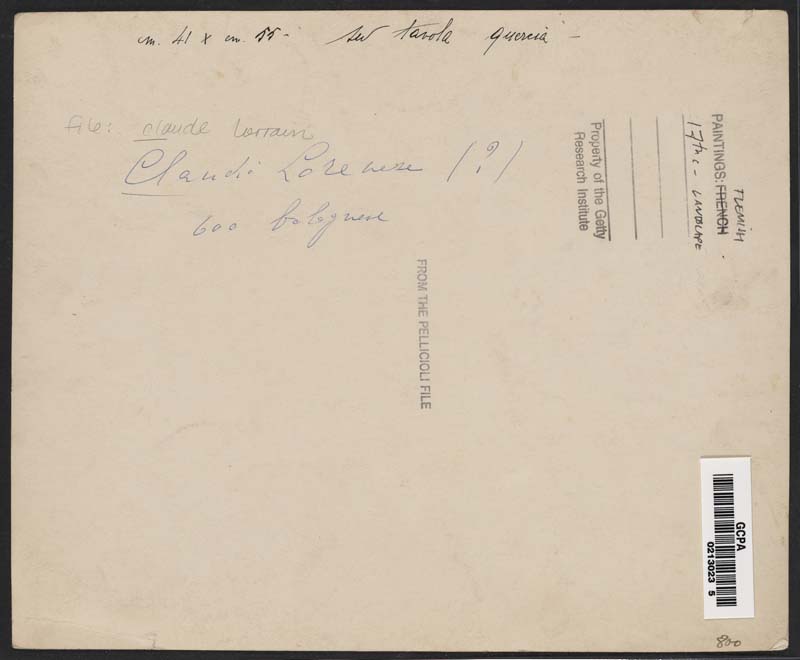 cm. 41 x cm. 55 - su tavola quercia -
file: Claude Lorrain
Claudio Lorenese (?)
600 bolognese
FROM THE PELLICIOLI FILE
PAINTINGS: FRENCH
FLEMISH
17th c - LANDSCAPE
Property of the Getty
Research Institute
GCPA
0213023 5
800